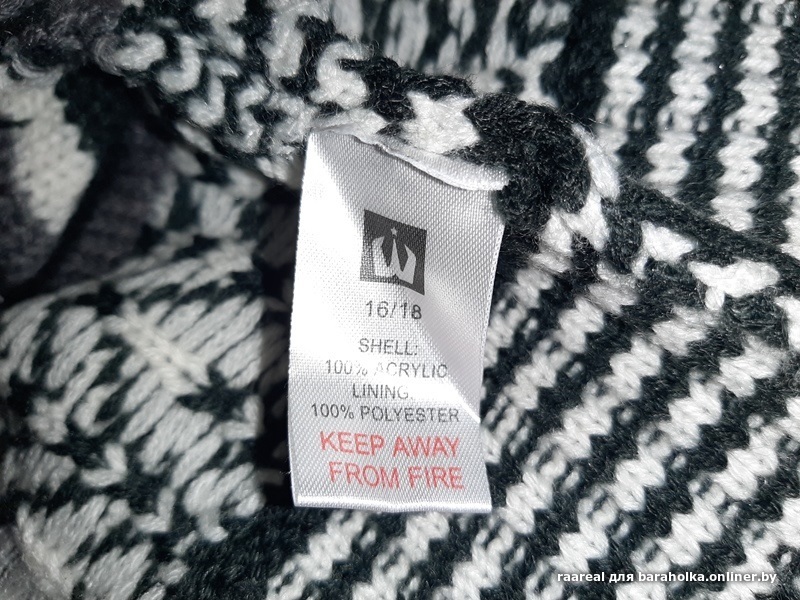 16/18
SHELL:
100% ACRYLIC
LINING:
100% POLYESTER
KEEP AWAY
FROM FIRE
raareal для baraholka.onliner.by